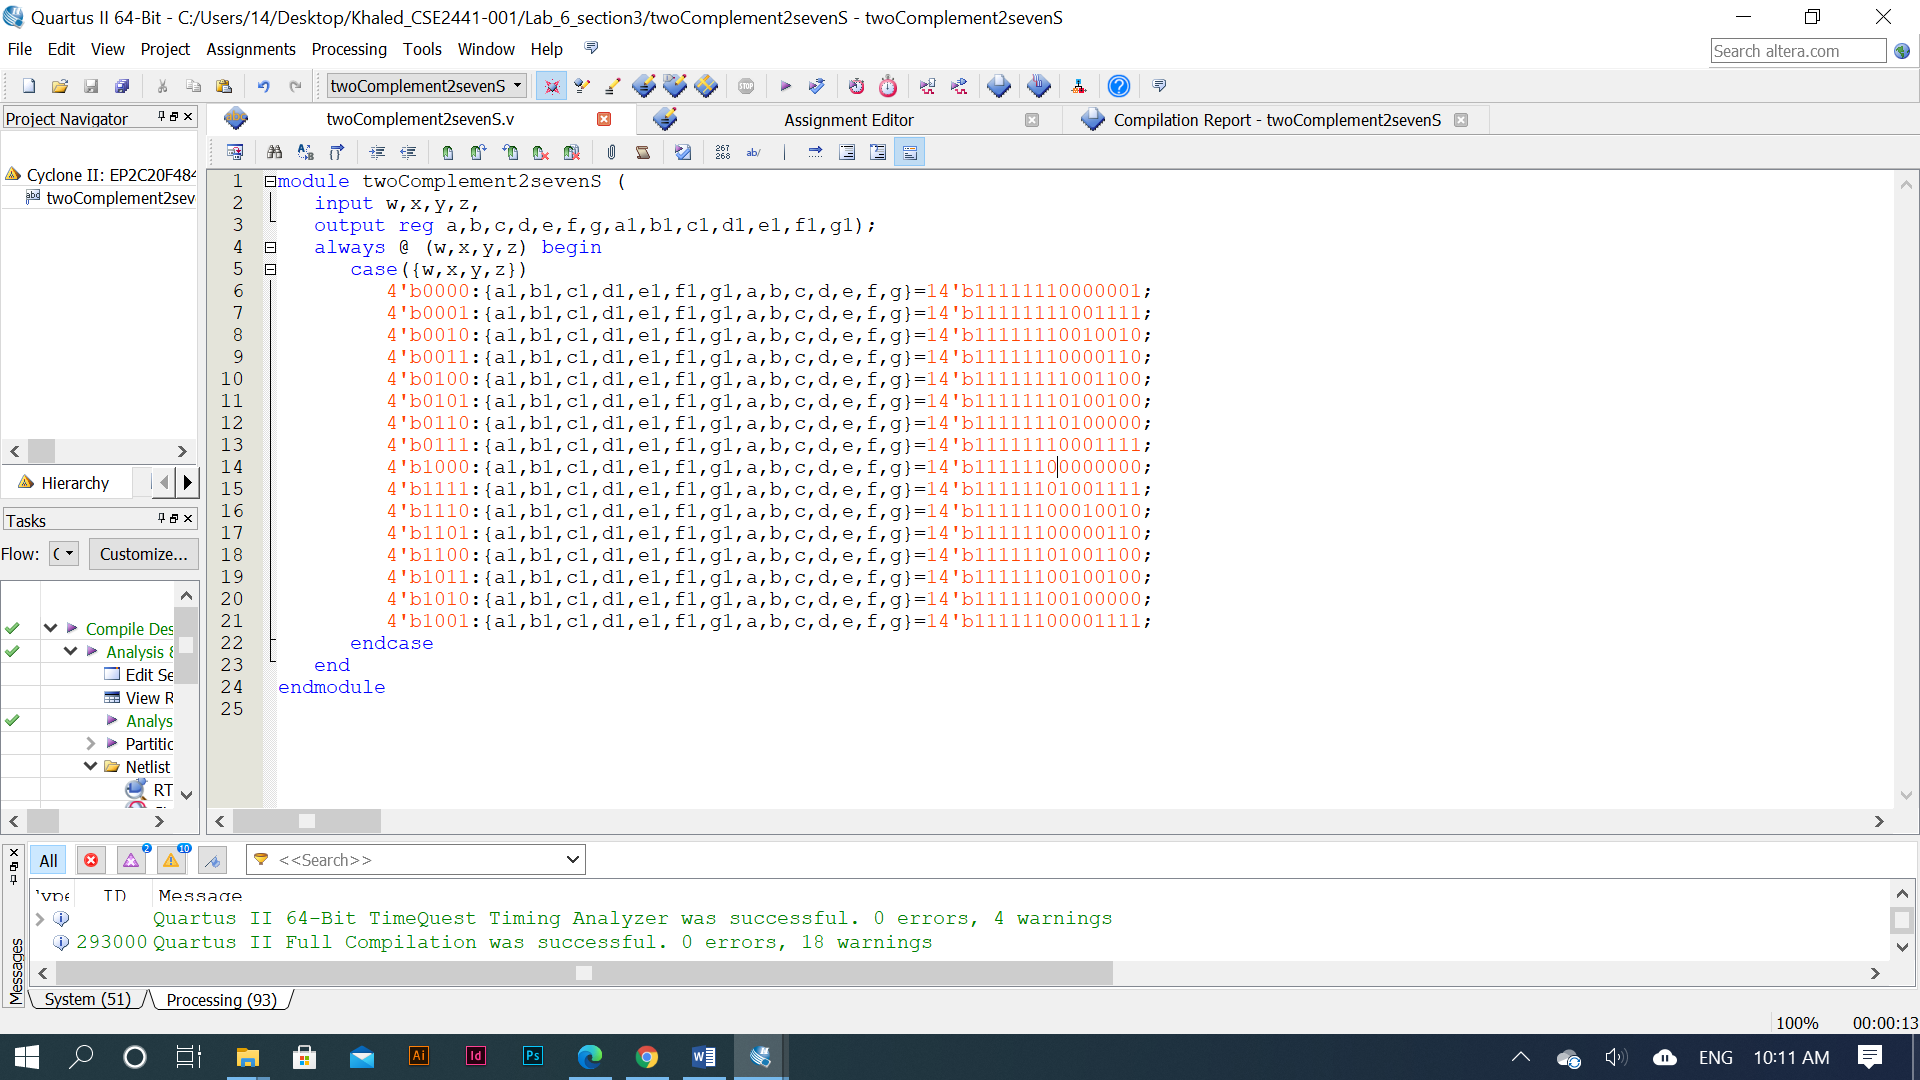 Quartus II 64-Bit - C:/Users/14/Desktop/Khaled_CSE2441-001/Lab_6_section3/twoComplement2sevenS - twoComplement2sevenS
File Edit View Project Assignments Processing Tools Window Help
Search altera.com
twoComplement2sevenS
Project Navigator
twoComplement2sevenS.v
Assignment Editor
Compilation Report - twoComplement2sevenS
267
268
ab/
Cyclone II: EP2C20F484
twoComplement2sev
Hierarchy
Tasks
Flow:
Customize...
Compile Des
Analysis &
Edit Se
View R
Analys
Partitic
Netlist
RT
1 module twoComplement2sevenS (
2 input w,x,y,z,
3 output reg a,b,c,d,e,f,g,a1,b1,c1,d1,e1,f1,g1);
4 always @ (w,x,y,z) begin
5 case({w,x,y,z})
6 4'b0000:{a1,b1,c1,d1,e1,f1,g1,a,b,c,d,e,f,g}=14'b11111110000001;
7 4'b0001:{a1,b1,c1,d1,e1,f1,g1,a,b,c,d,e,f,g}=14'b11111111001111;
8 4'b0010:{a1,b1,c1,d1,e1,f1,g1,a,b,c,d,e,f,g}=14'b11111110010010;
9 4'b0011:{a1,b1,c1,d1,e1,f1,g1,a,b,c,d,e,f,g}=14'b11111110000110;
10 4'b0100:{a1,b1,c1,d1,e1,f1,g1,a,b,c,d,e,f,g}=14'b11111111001100;
11 4'b0101:{a1,b1,c1,d1,e1,f1,g1,a,b,c,d,e,f,g}=14'b11111110100100;
12 4'b0110:{a1,b1,c1,d1,e1,f1,g1,a,b,c,d,e,f,g}=14'b11111110100000;
13 4'b0111:{a1,b1,c1,d1,e1,f1,g1,a,b,c,d,e,f,g}=14'b11111110001111;
14 4'b1000:{a1,b1,c1,d1,e1,f1,g1,a,b,c,d,e,f,g}=14'b11111100000000;
15 4'b1111:{a1,b1,c1,d1,e1,f1,g1,a,b,c,d,e,f,g}=14'b11111101001111;
16 4'b1110:{a1,b1,c1,d1,e1,f1,g1,a,b,c,d,e,f,g}=14'b11111100010010;
17 4'b1101:{a1,b1,c1,d1,e1,f1,g1,a,b,c,d,e,f,g}=14'b11111100000110;
18 4'b1100:{a1,b1,c1,d1,e1,f1,g1,a,b,c,d,e,f,g}=14'b11111101001100;
19 4'b1011:{a1,b1,c1,d1,e1,f1,g1,a,b,c,d,e,f,g}=14'b11111100100100;
20 4'b1010:{a1,b1,c1,d1,e1,f1,g1,a,b,c,d,e,f,g}=14'b11111100100000;
21 4'b1001:{a1,b1,c1,d1,e1,f1,g1,a,b,c,d,e,f,g}=14'b11111100001111;
22 endcase
23 end
24 endmodule
25
All 2 10 <<Search>>
Type ID Message
Quartus II 64-Bit TimeQuest Timing Analyzer was successful. 0 errors, 4 warnings
293000 Quartus II Full Compilation was successful. 0 errors, 18 warnings
Messages
System (51) Processing (93)
100% 00:00:13
Ai Id Ps ENG 10:11 AM